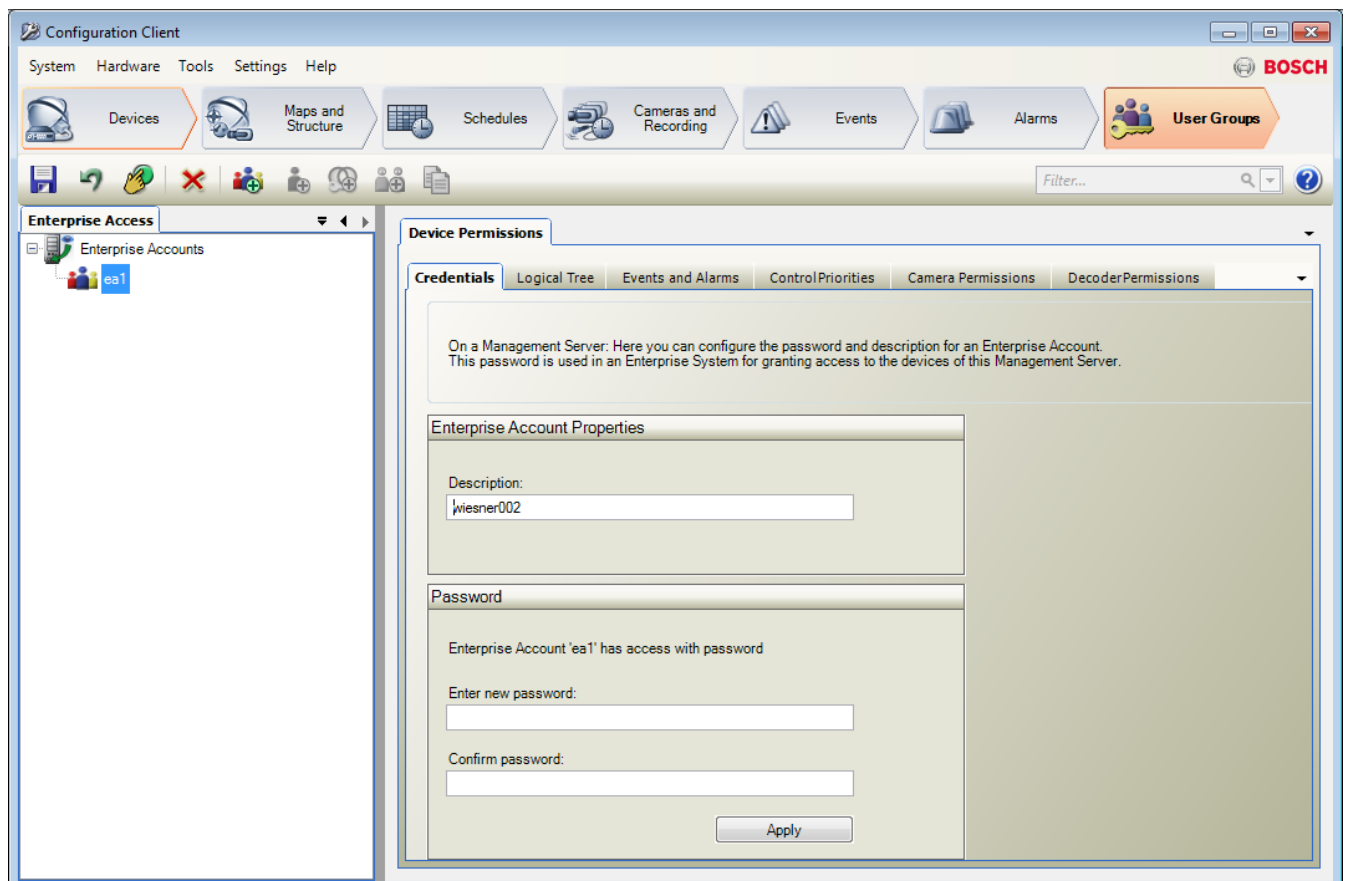 Configuration Client
System Hardware Tools Settings Help
BOSCH
Devices
Maps and
Structure
Schedules
Cameras and
Recording
Events
Alarms
User Groups
Filter...
Enterprise Access
Enterprise Accounts
ea1
Device Permissions
Credentials Logical Tree Events and Alarms ControlPriorities Camera Permissions DecoderPermissions
On a Management Server: Here you can configure the password and description for an Enterprise Account.
This password is used in an Enterprise System for granting access to the devices of this Management Server.
Enterprise Account Properties
Description:
wiesner002
Password
Enterprise Account 'ea1' has access with password
Enter new password:
Confirm password:
Apply